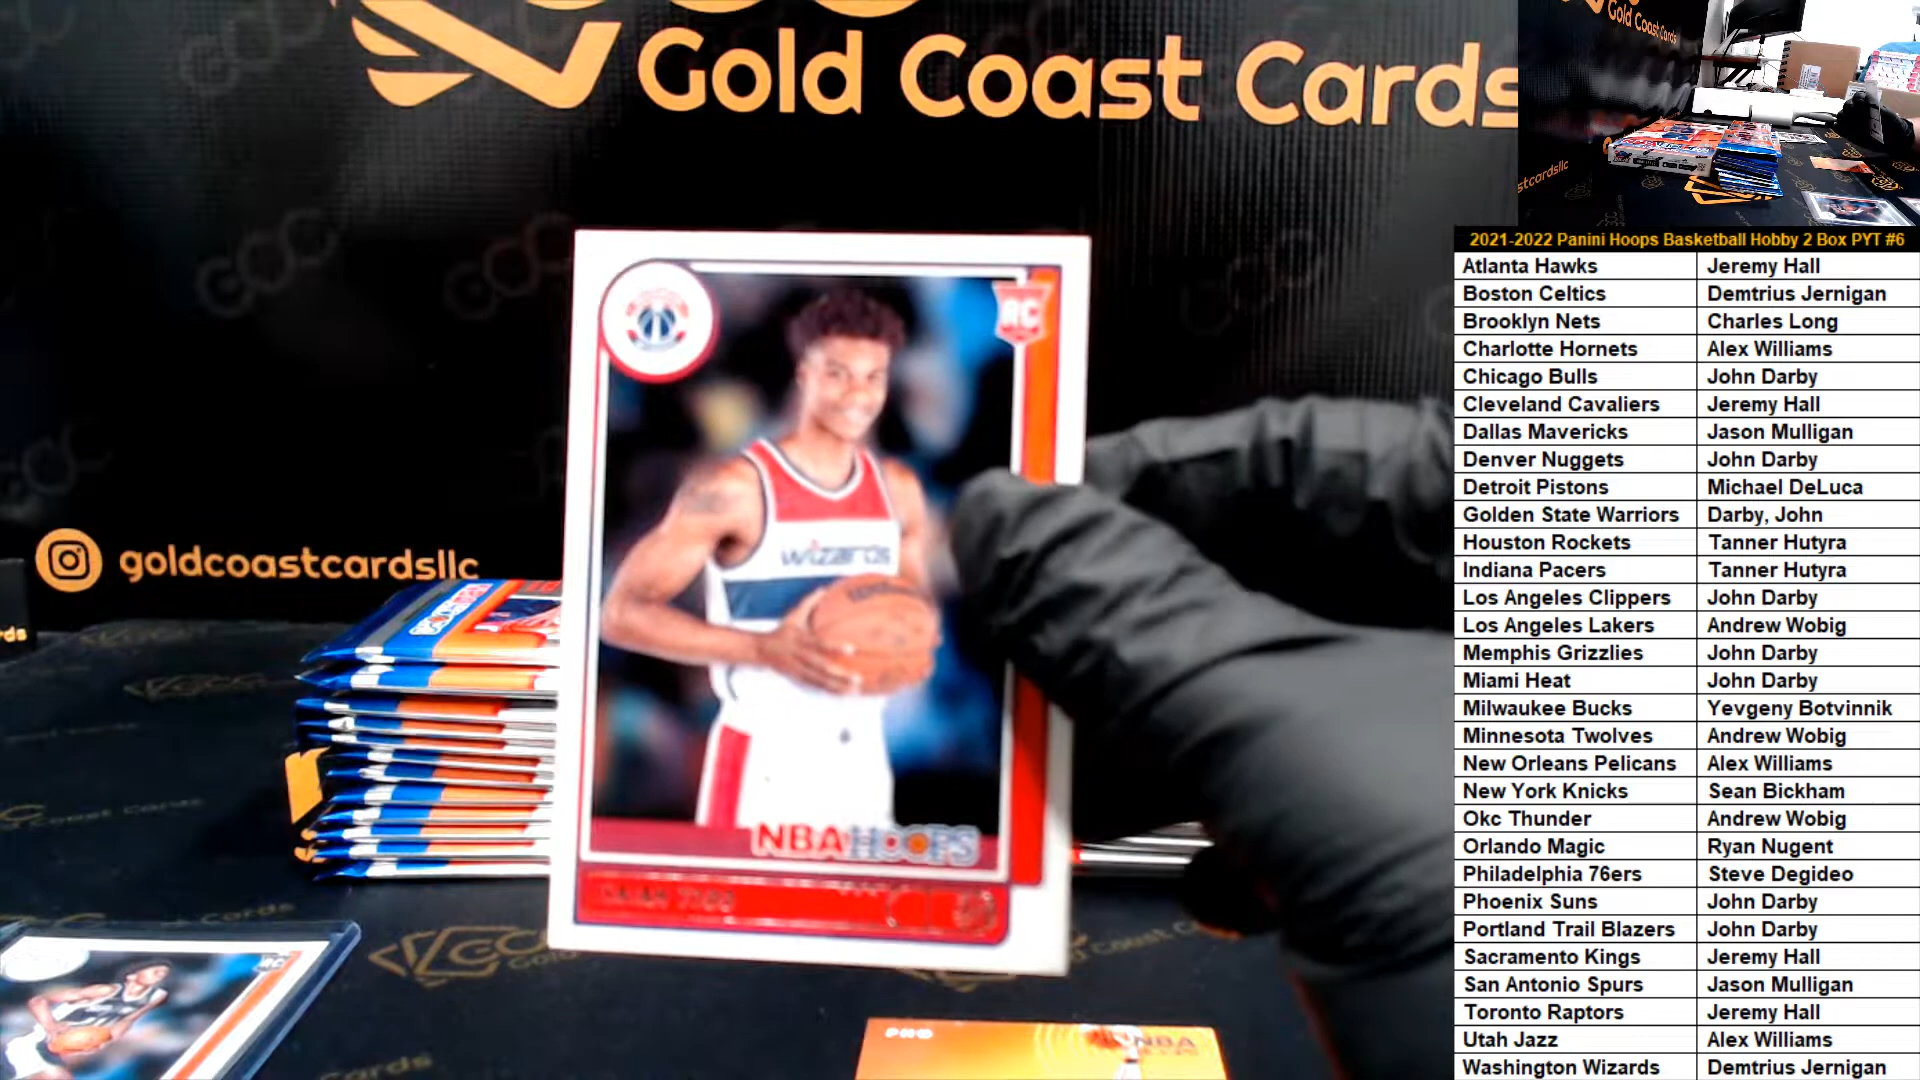 Gold Coast Cards
Gold Coast Cards
goldcoastcardsllc
RC
wizards
NBA HOOPS
2021-2022 Panini Hoops Basketball Hobby 2 Box PYT #6
Atlanta Hawks Jeremy Hall
Boston Celtics Demtrius Jernigan
Brooklyn Nets Charles Long
Charlotte Hornets Alex Williams
Chicago Bulls John Darby
Cleveland Cavaliers Jeremy Hall
Dallas Mavericks Jason Mulligan
Denver Nuggets John Darby
Detroit Pistons Michael DeLuca
Golden State Warriors Darby, John
Houston Rockets Tanner Hutyra
Indiana Pacers Tanner Hutyra
Los Angeles Clippers John Darby
Los Angeles Lakers Andrew Wobig
Memphis Grizzlies John Darby
Miami Heat John Darby
Milwaukee Bucks Yevgeny Botvinnik
Minnesota Twolves Andrew Wobig
New Orleans Pelicans Alex Williams
New York Knicks Sean Bickham
Okc Thunder Andrew Wobig
Orlando Magic Ryan Nugent
Philadelphia 76ers Steve Degideo
Phoenix Suns John Darby
Portland Trail Blazers John Darby
Sacramento Kings Jeremy Hall
San Antonio Spurs Jason Mulligan
Toronto Raptors Jeremy Hall
Utah Jazz Alex Williams
Washington Wizards Demtrius Jernigan
stcardsllc
rds
RC
NBA